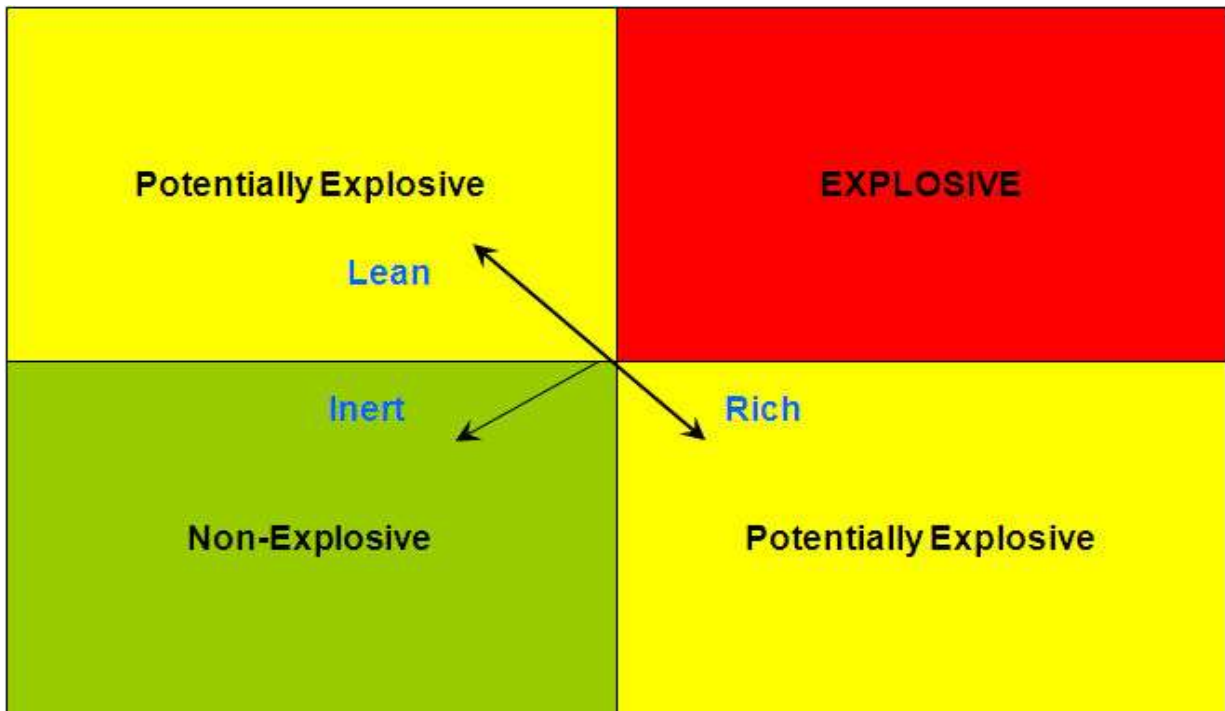 Potentially Explosive
EXPLOSIVE
Lean
Inert
Rich
Non-Explosive
Potentially Explosive